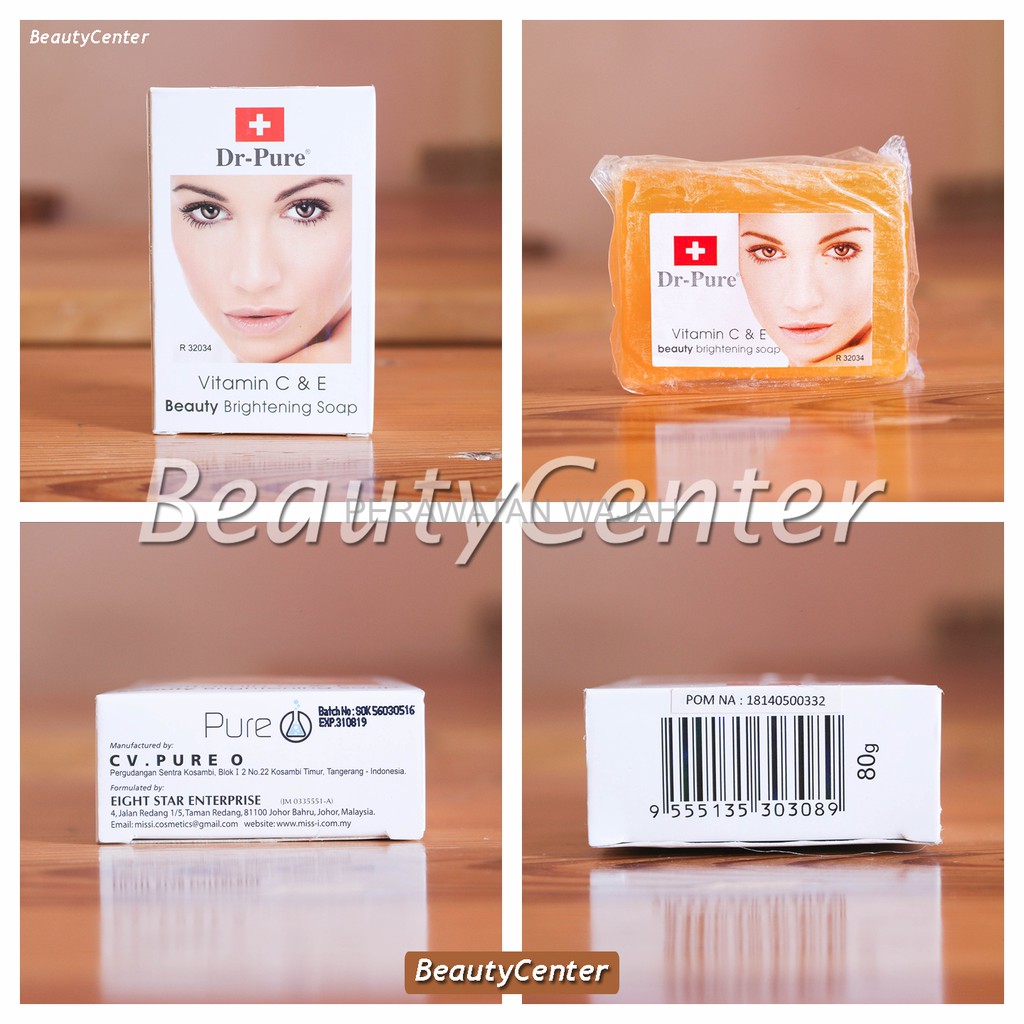 BeautyCenter
Dr-Pure®
R 32034
Vitamin C & E
Beauty Brightening Soap
Dr-Pure®
Vitamin C & E
beauty brightening soap
R 32034
BeautyCenter
PERAWATAN WAJAH
Pure
Batch No : SOK56030516
EXP.310819
Manufactured by:
CV. PURE O
Pergudangan Sentra Kosambi, Blok I 2 No.22 Kosambi Timur, Tangerang - Indonesia.
Formulated by:
EIGHT STAR ENTERPRISE (JM 0335551-A)
4, Jalan Redang 1/5, Taman Redang, 81100 Johor Bahru, Johor, Malaysia.
Email: missi.cosmetics@gmail.com website: www.miss-i.com.my
POM NA : 18140500332
80g
9 555135 303089
BeautyCenter